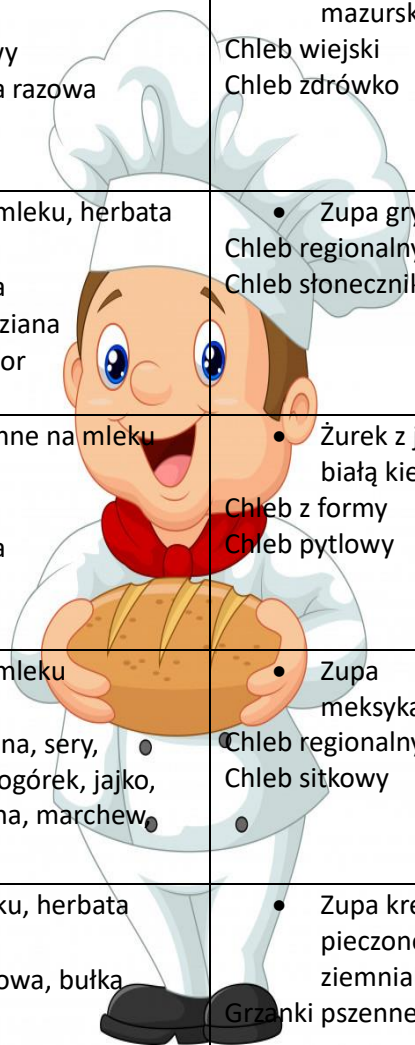 wy
a razowa
mazursk
Chleb wiejski
Chleb zdrówko
mleku, herbata
a
ziana
or
• Zupa gry
Chleb regionalny
Chleb słonecznik
nne na mleku
a
• Żurek z j
białą kie
Chleb z formy
Chleb pytlowy
mleku
na, sery,
ogórek, jajko,
na, marchew,
• Zupa
meksyka
Chleb regionalny
Chleb sitkowy
ku, herbata
owa, bułka
• Zupa kre
pieczone
ziemnia
Grzanki pszenne